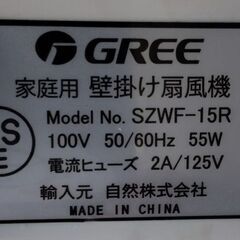 GREE
家庭用 壁掛け扇風機
Model No. SZWF-15R
100V 50/60Hz 55W
電流ヒューズ 2A/125V
輸入元 自然株式会社
MADE IN CHINA
S
E